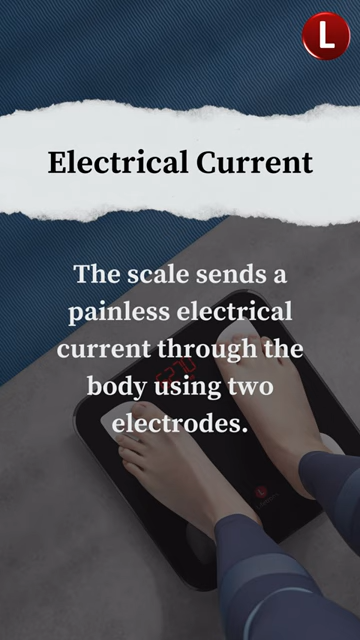 L
Electrical Current
The scale sends a
painless electrical
current through the
body using two
electrodes.